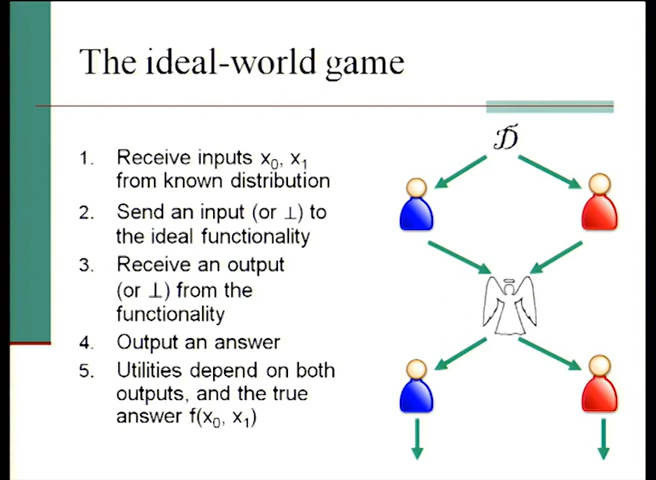 The ideal-world game
𝒟
1. Receive inputs x₀, x₁
from known distribution
2. Send an input (or ⊥) to
the ideal functionality
3. Receive an output
(or ⊥) from the
functionality
4. Output an answer
5. Utilities depend on both
outputs, and the true
answer f(x₀, x₁)